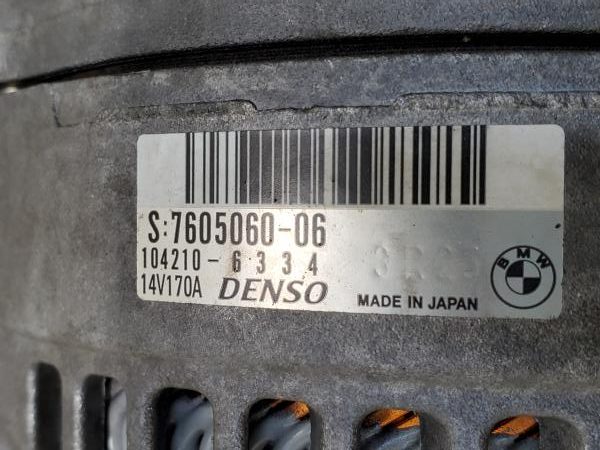 S:7605060-06
104210-6334
14V170A DENSO
MADE IN JAPAN
BMW